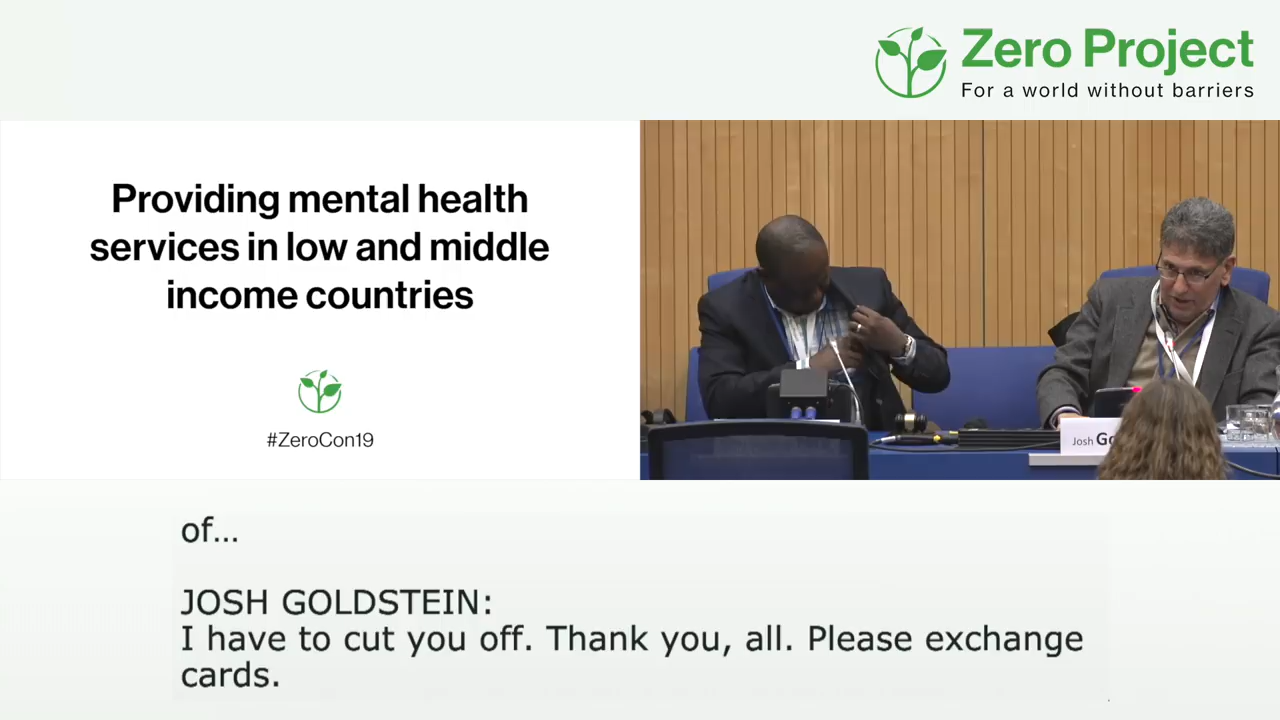 Zero Project
For a world without barriers
Providing mental health
services in low and middle
income countries
#ZeroCon19
Josh
of...
JOSH GOLDSTEIN:
I have to cut you off. Thank you, all. Please exchange
cards.